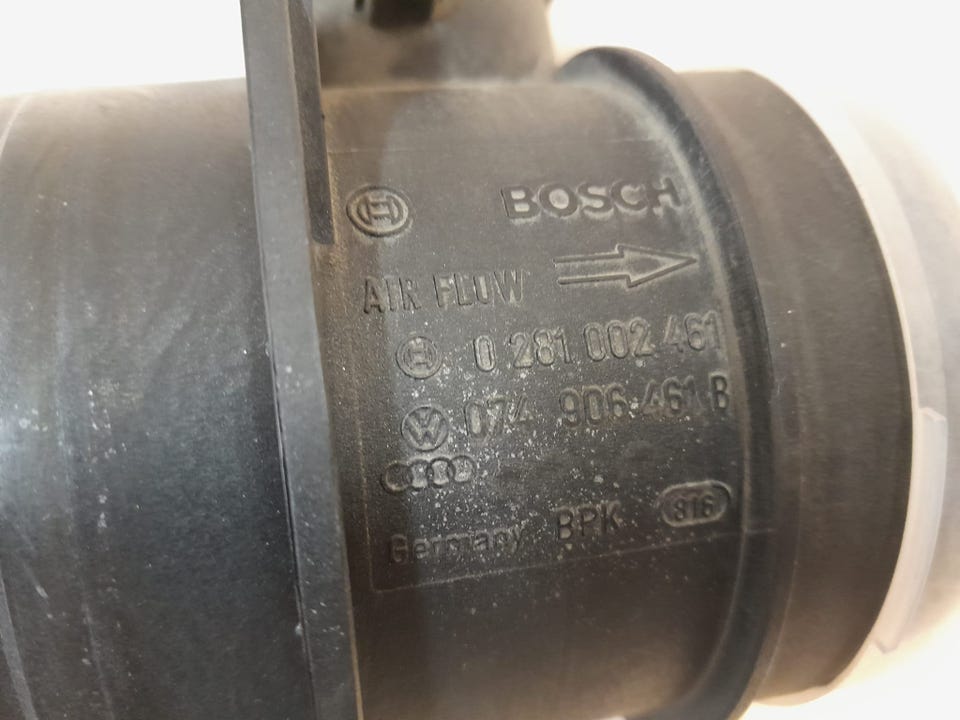 BOSCH
AIR FLOW
0 281 002 461
074 906 461 B
Germany BPK 816